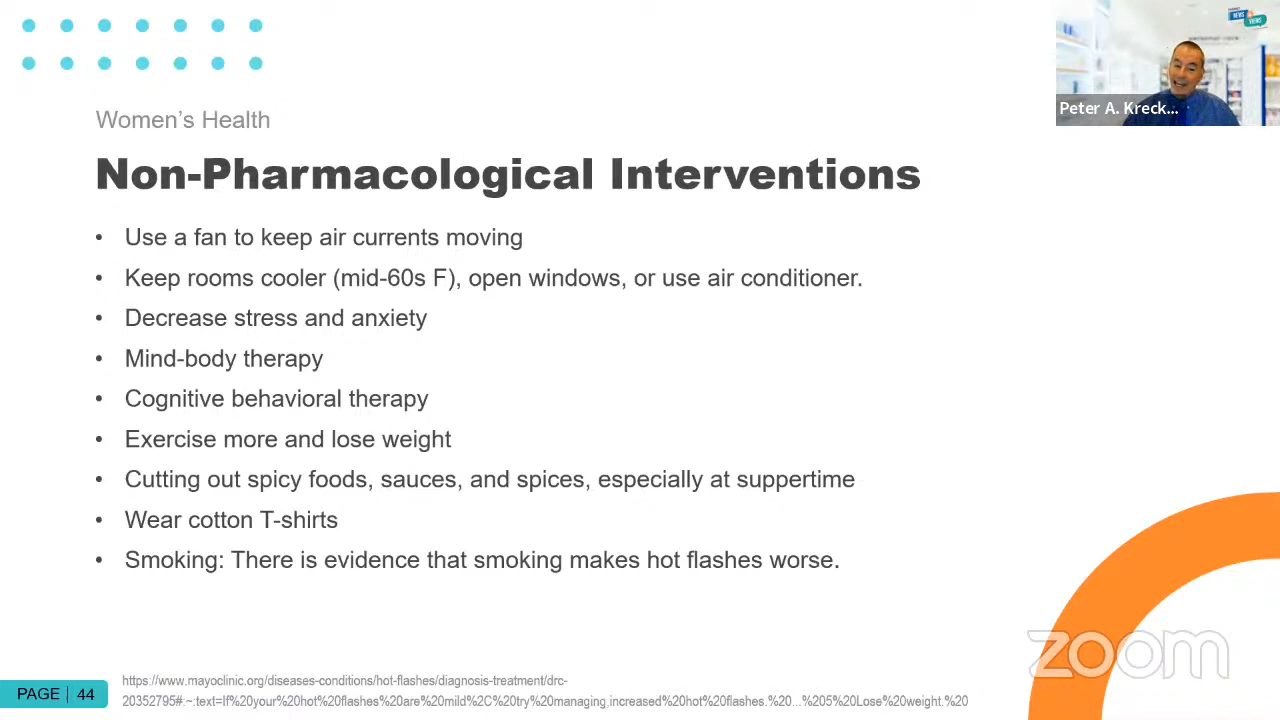 Women's Health
Non-Pharmacological Interventions
• Use a fan to keep air currents moving
• Keep rooms cooler (mid-60s F), open windows, or use air conditioner.
• Decrease stress and anxiety
• Mind-body therapy
• Cognitive behavioral therapy
• Exercise more and lose weight
• Cutting out spicy foods, sauces, and spices, especially at suppertime
• Wear cotton T-shirts
• Smoking: There is evidence that smoking makes hot flashes worse.
PAGE | 44
https://www.mayoclinic.org/diseases-conditions/hot-flashes/diagnosis-treatment/drc-
20352795#:~:text=If%20your%20hot%20flashes%20are%20mild%2C%20try%20managing,increased%20hot%20flashes.%20...%205%20Lose%20weight.%20
NEWS
VIEWS
Peter A. Kreck...
zoom